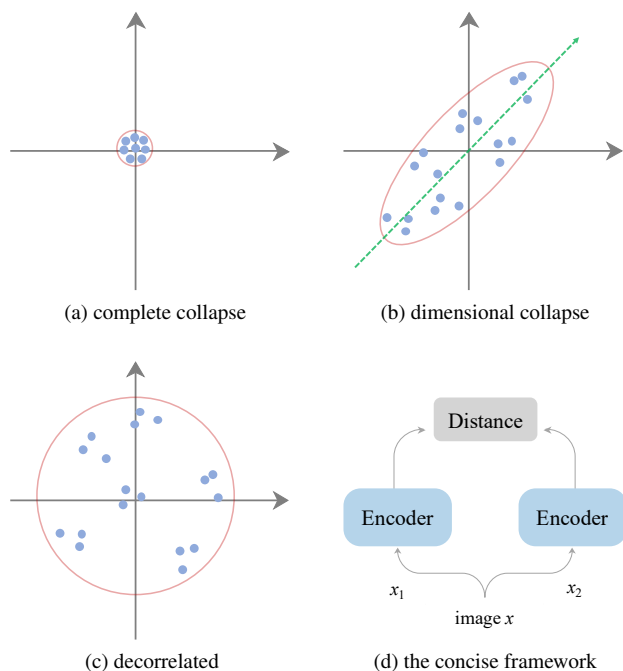 (a) complete collapse
(b) dimensional collapse
(c) decorrelated
Distance
Encoder
Encoder
x1
x2
image x
(d) the concise framework